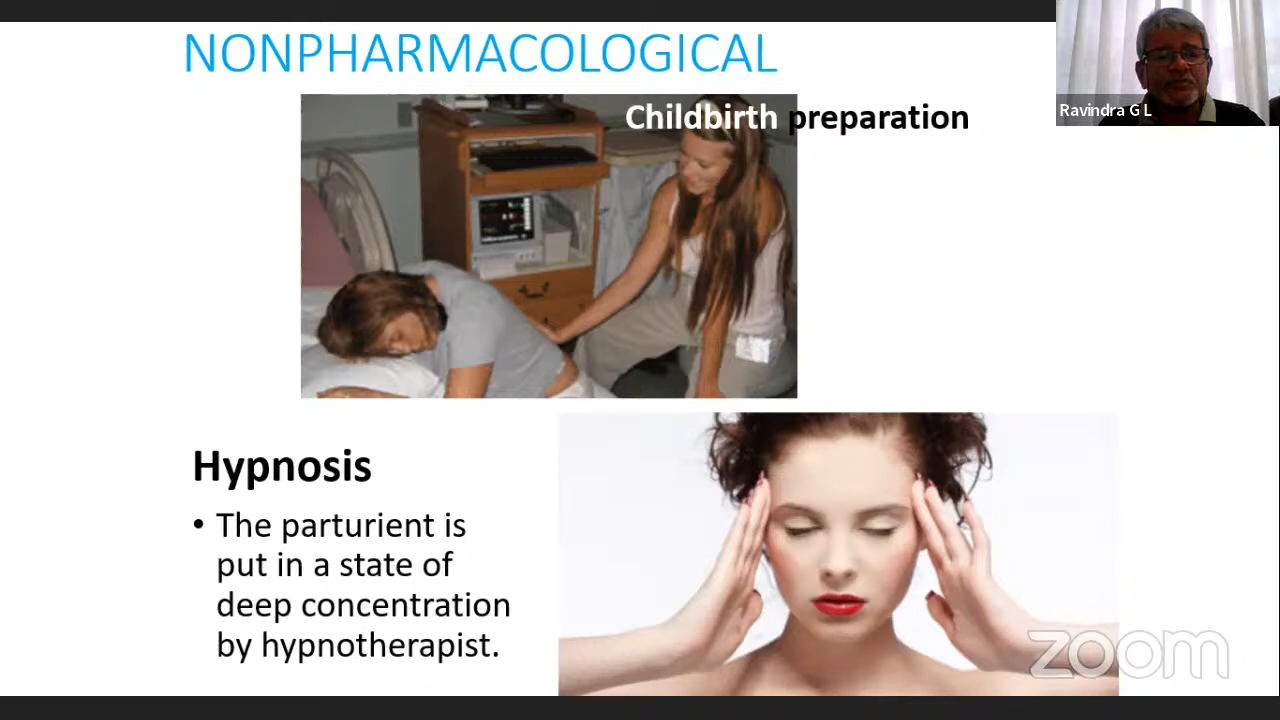 NONPHARMACOLOGICAL
Childbirth preparation
Ravindra G L
Hypnosis
• The parturient is
put in a state of
deep concentration
by hypnotherapist.
zoom